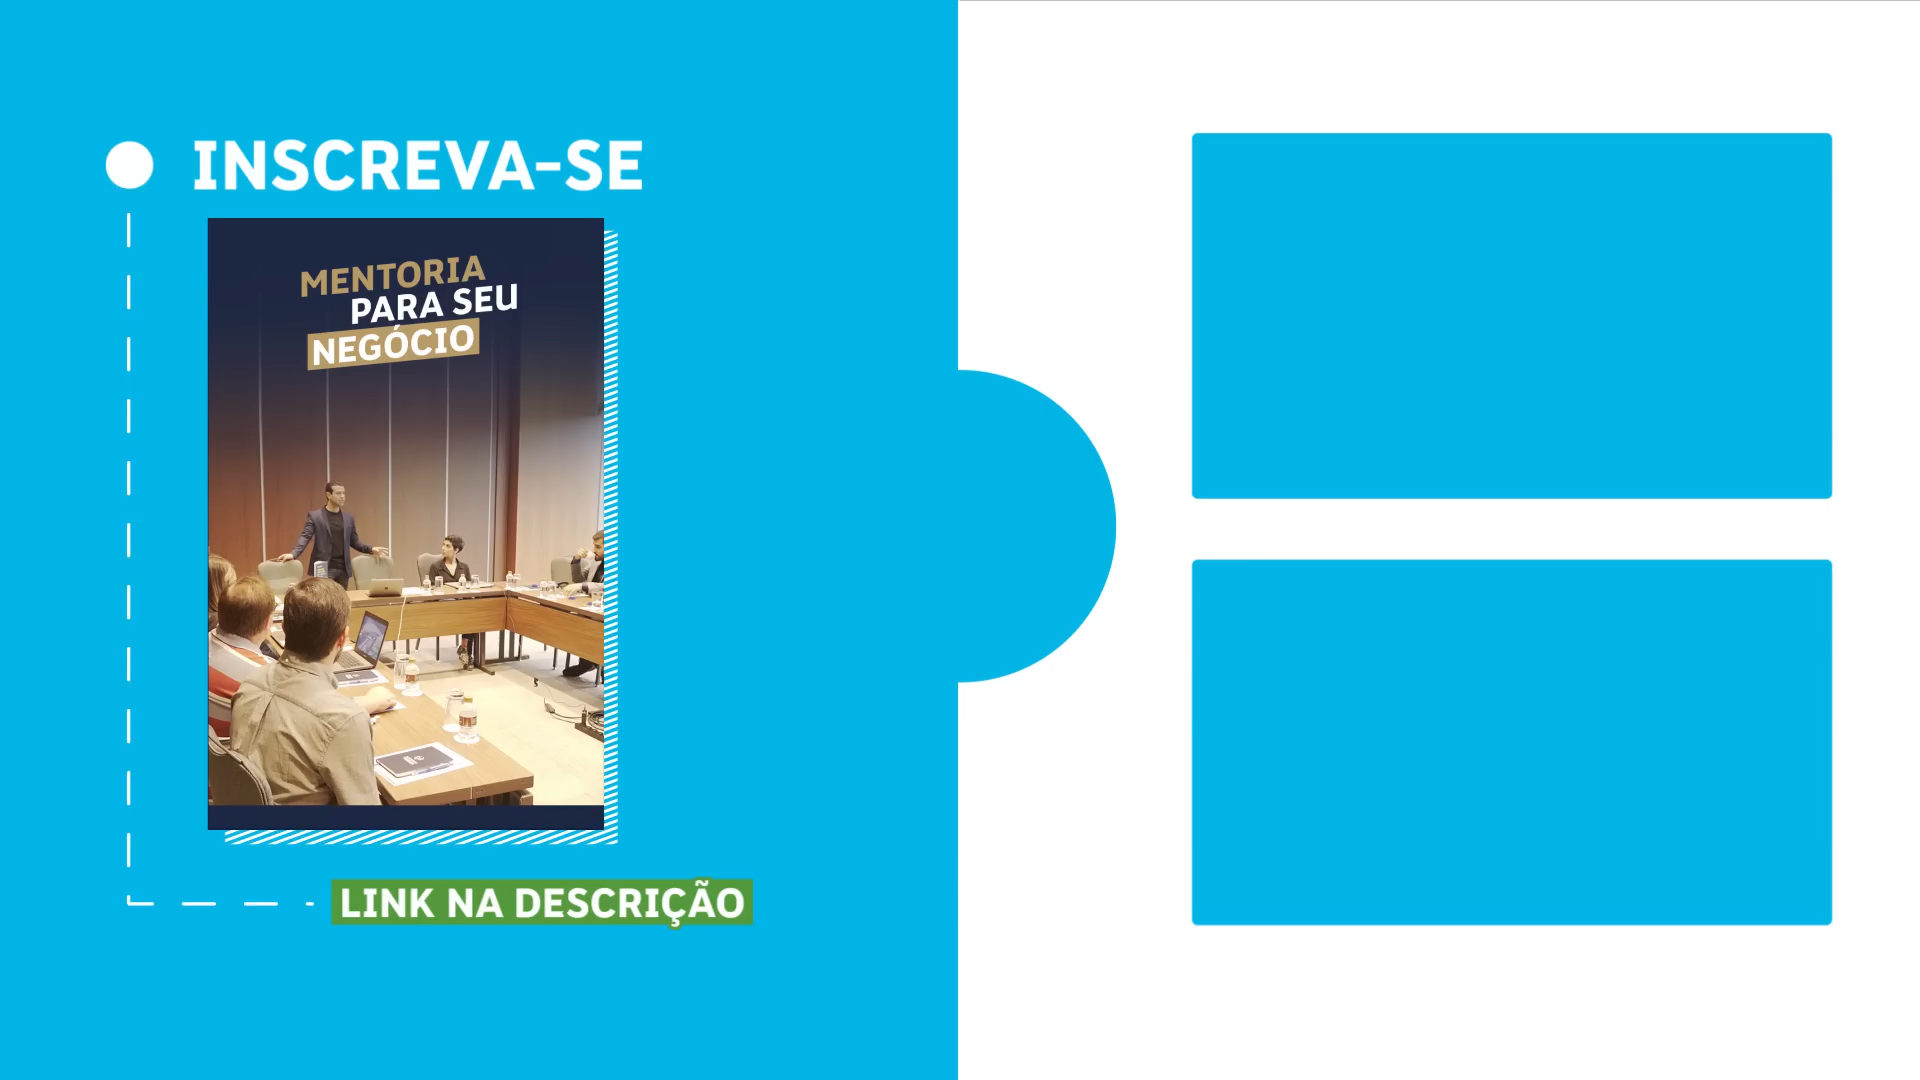 INSCREVA-SE
MENTORIA
PARA SEU
NEGÓCIO
LINK NA DESCRIÇÃO